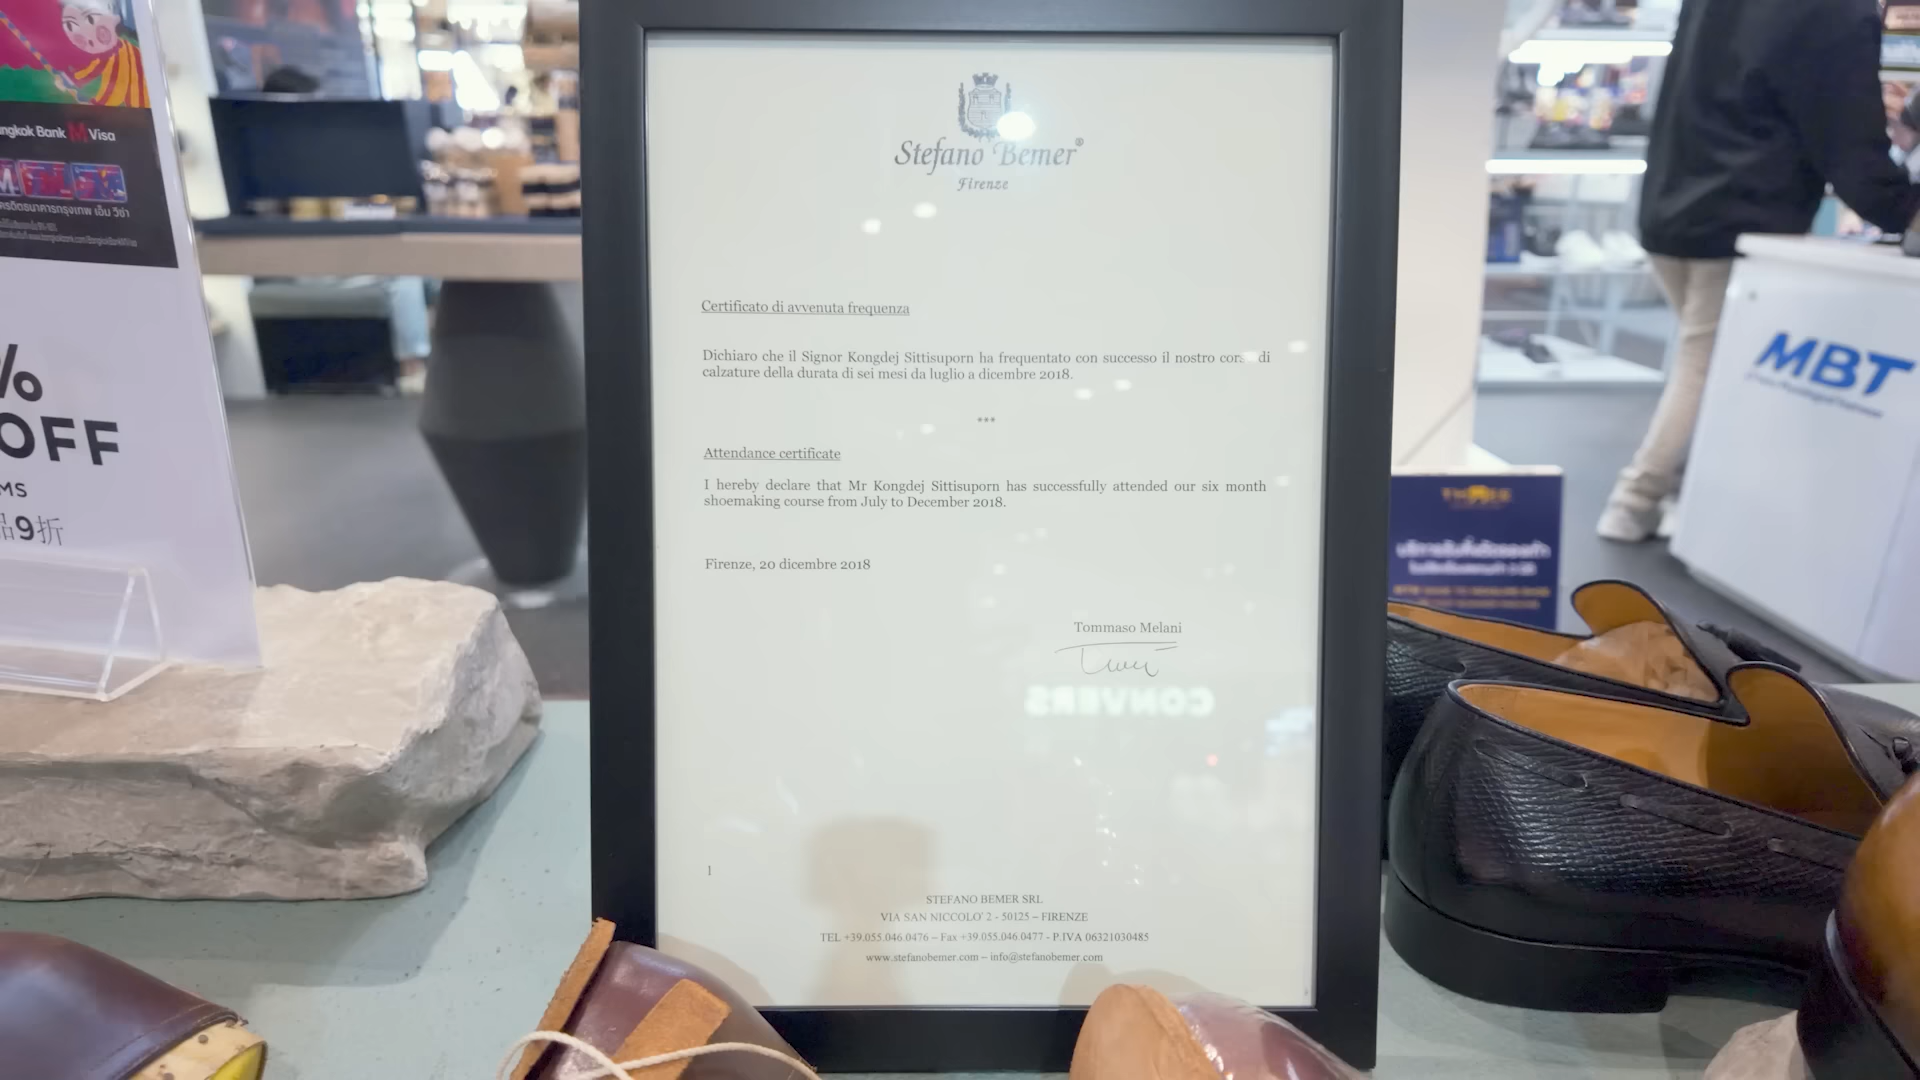 Stefano Bemer®
Firenze
Certificato di avvenuta frequenza
Dichiaro che il Signor Kongdej Sittisuporn ha frequentato con successo il nostro di
calzature della durata di sei mesi da luglio a dicembre 2018.
***
Attendance certificate
I hereby declare that Mr Kongdej Sittisuporn has successfully attended our six month
shoemaking course from July to December 2018.
Firenze, 20 dicembre 2018
Tommaso Melani
CONVERS
1
STEFANO BEMER SRL
VIA SAN NICCOLO' 2 - 50125 – FIRENZE
TEL +39.055.046.0476 – Fax +39.055.046.0477 - P.IVA 06321030485
www.stefanobemer.com – info@stefanobemer.com
Bank M Visa
%
OFF
9折
MBT